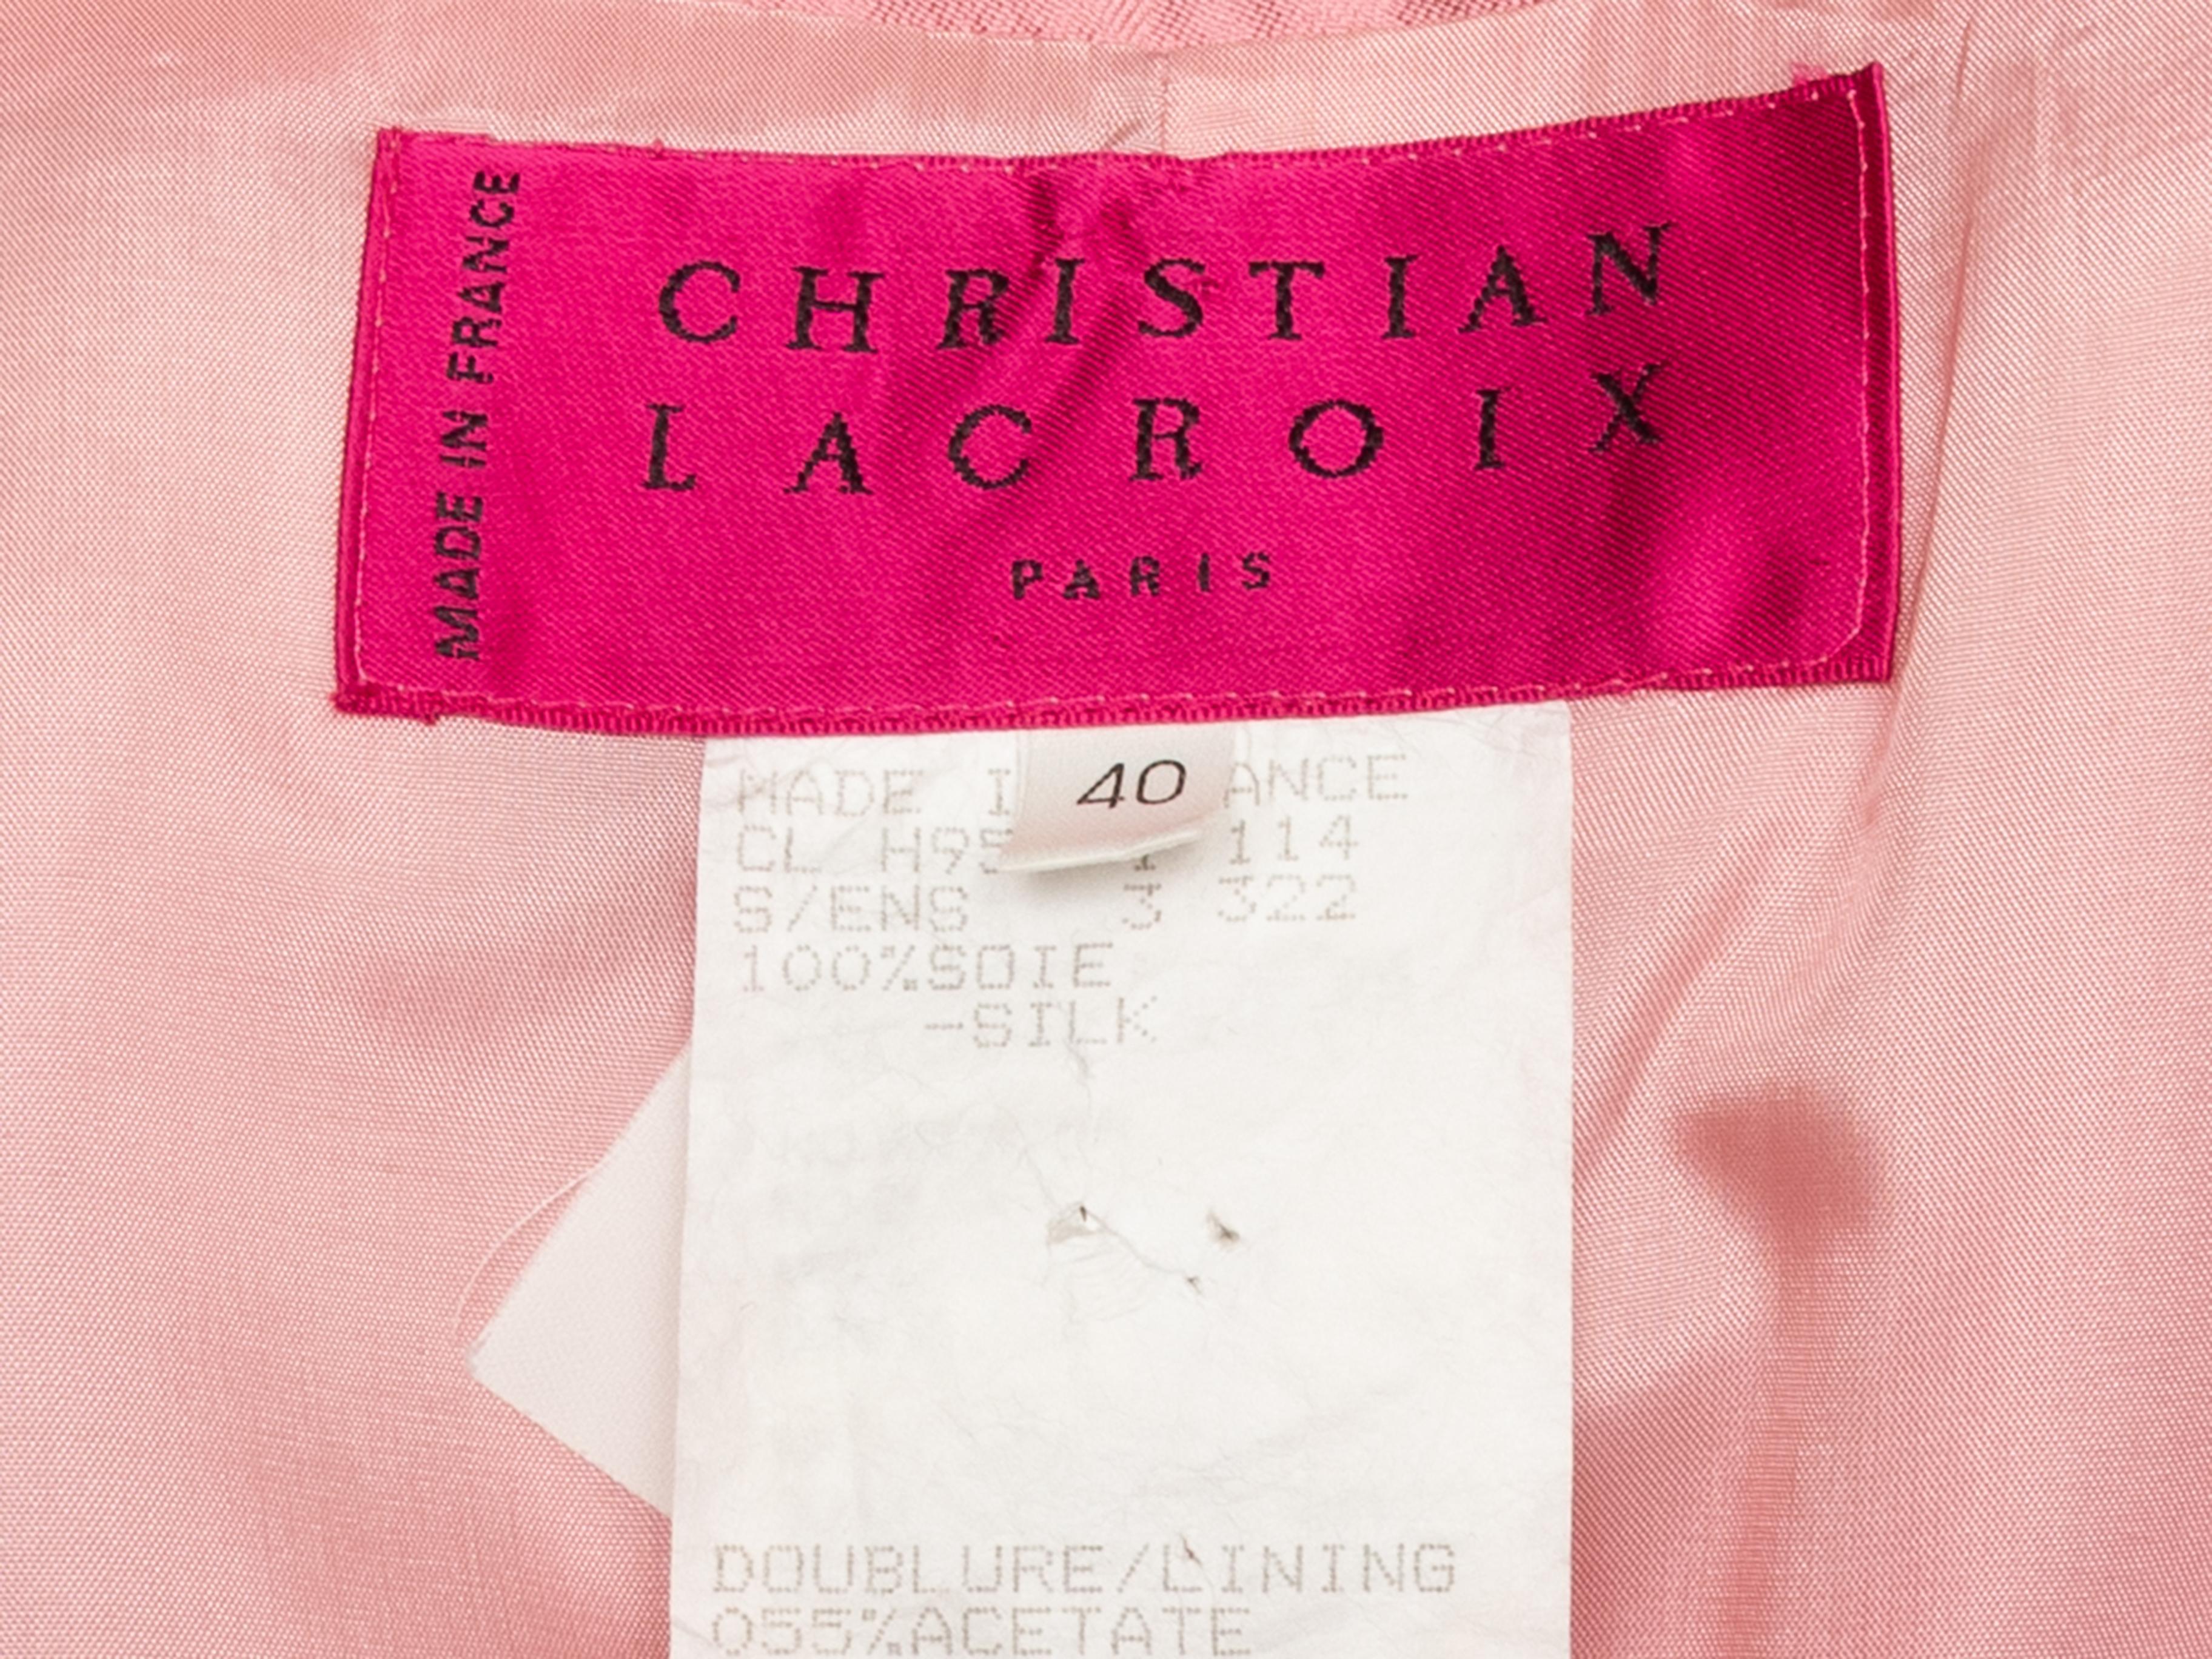 MADE IN FRANCE
CHRISTIAN
LACROIX
PARIS
40
MADE I ANCE
CL H95 1 114
S/ENS 3 322
100%SOIE
-SILK
DOUBLURE/LINING
055%ACETATE